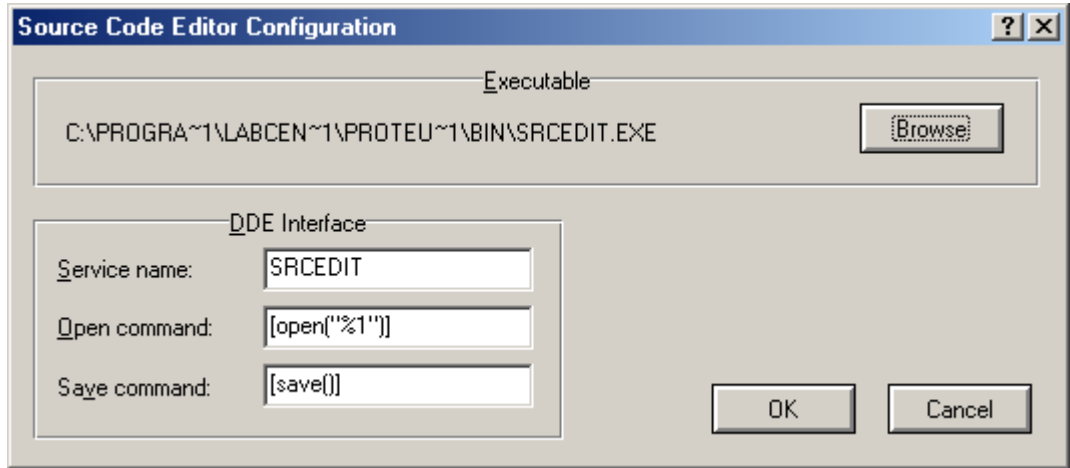 Source Code Editor Configuration
Executable
C:\PROGRA~1\LABCEN~1\PROTEU~1\BIN\SRCEDIT.EXE
Browse
DDE Interface
Service name: SRCEDIT
Open command: [open("%1")]
Save command: [save()]
OK Cancel